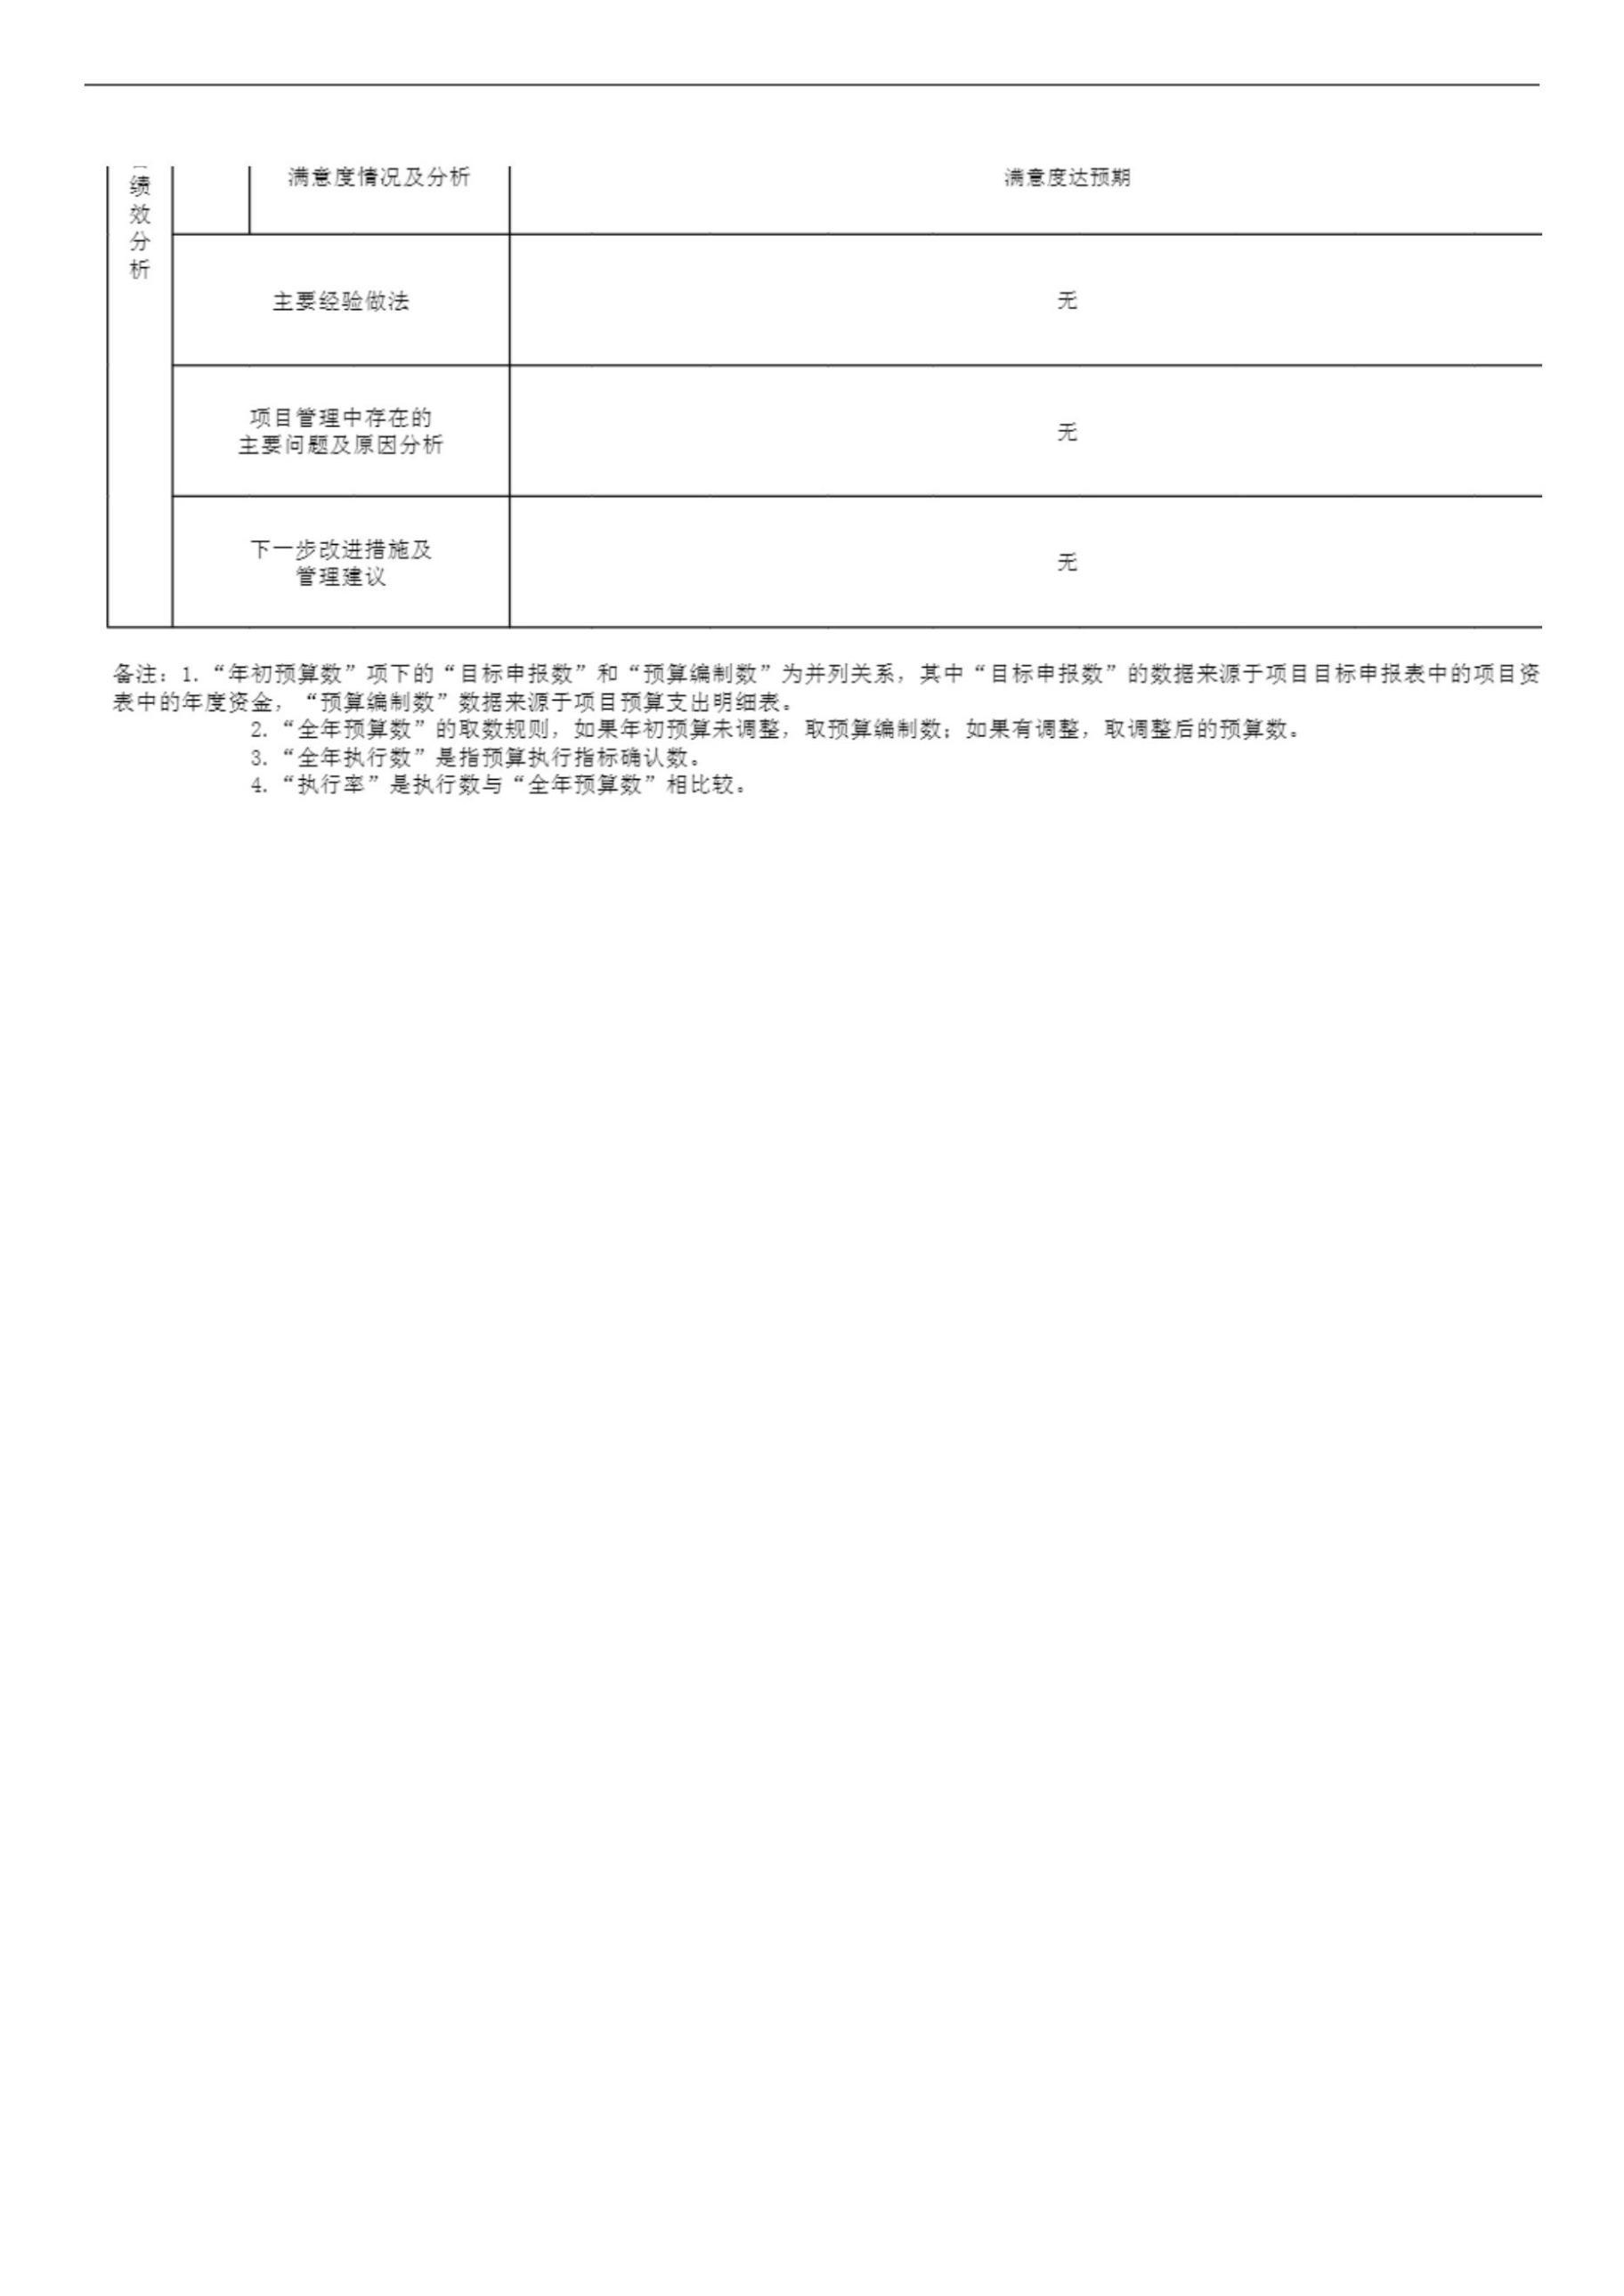 绩
效
分
析
满意度情况及分析
满意度达预期
主要经验做法
无
项目管理中存在的
主要问题及原因分析
无
下一步改进措施及
管理建议
无
备注：1.“年初预算数”项下的“目标申报数”和“预算编制数”为并列关系，其中“目标申报数”的数据来源于项目目标申报表中的项目资
表中的年度资金，“预算编制数”数据来源于项目预算支出明细表。
2.“全年预算数”的取数规则，如果年初预算未调整，取预算编制数；如果有调整，取调整后的预算数。
3.“全年执行数”是指预算执行指标确认数。
4.“执行率”是执行数与“全年预算数”相比较。